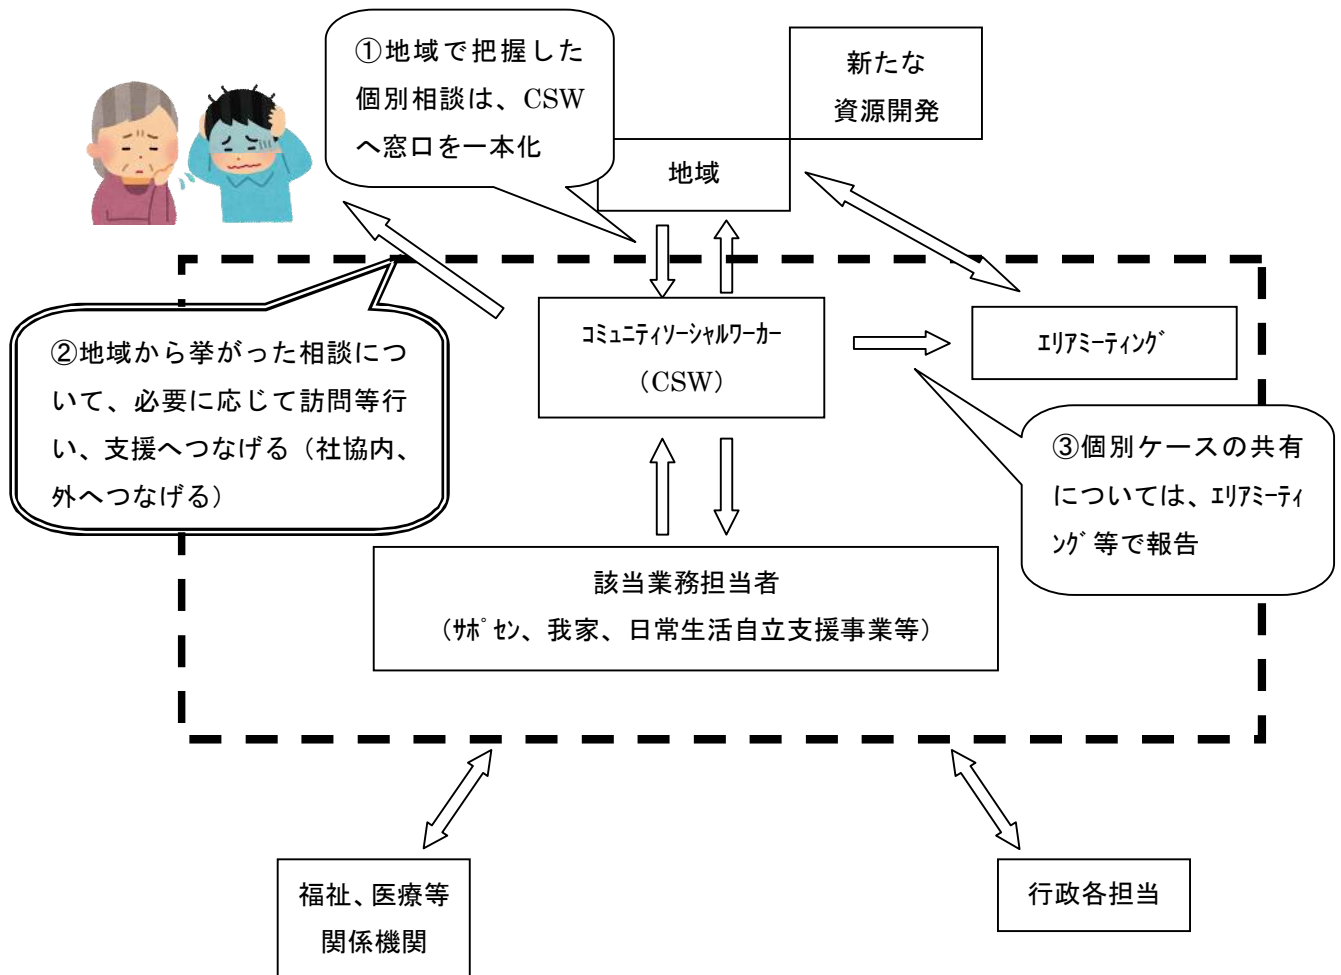 ①地域で把握した
個別相談は、CSW
へ窓口を一本化
新たな
資源開発
地域
②地域から挙がった相談につ
いて、必要に応じて訪問等行
い、支援へつなげる（社協内、
外へつなげる）
ｺﾐｭﾆﾃｨｿｰｼｬﾙﾜｰｶｰ
（CSW）
ｴﾘｱﾐｰﾃｨﾝｸﾞ
③個別ケースの共有
については、ｴﾘｱﾐｰﾃｨ
ﾝｸﾞ等で報告
該当業務担当者
（ｻﾎﾟｾﾝ、我家、日常生活自立支援事業等）
福祉、医療等
関係機関
行政各担当